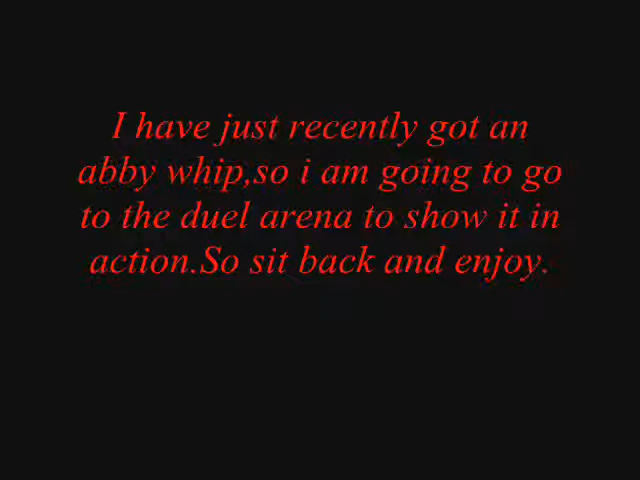 I have just recently got an
abby whip,so i am going to go
to the duel arena to show it in
action.So sit back and enjoy.